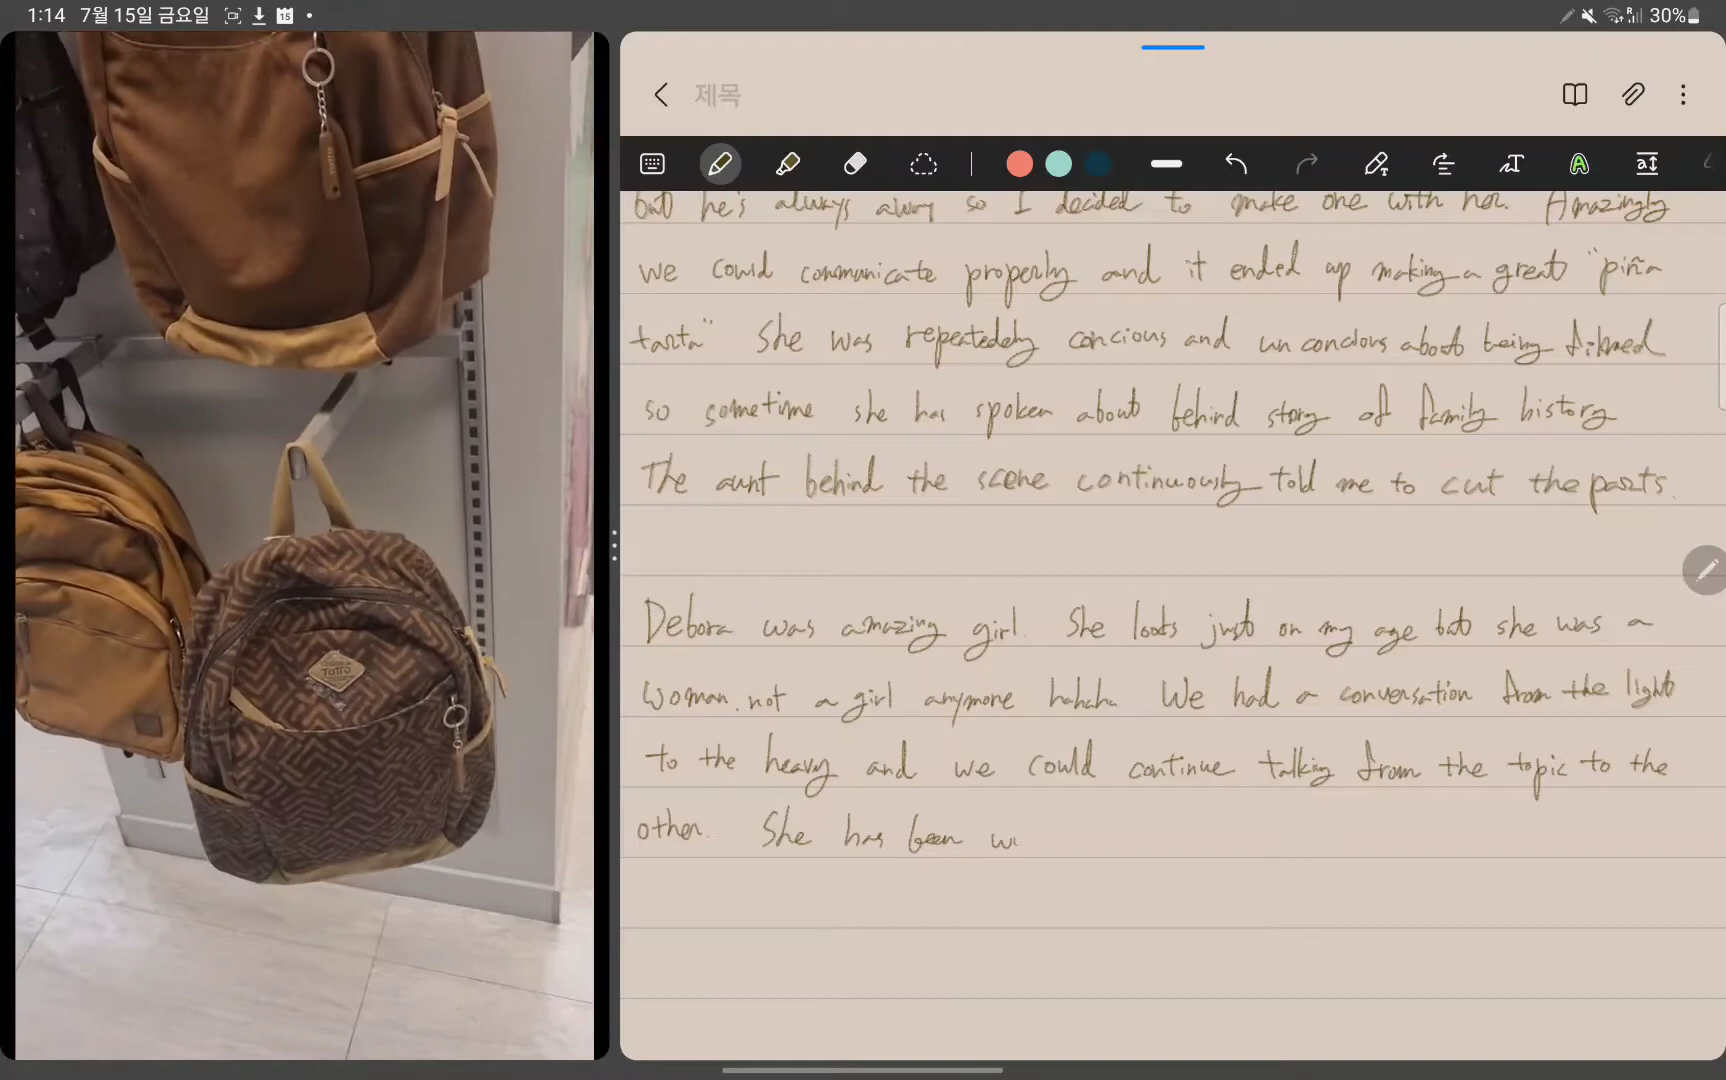 1:14 7월 15일 금요일
15
30%
제목
but he's always away so I decided to make one with her. Amazingly
we could communicate properly and it ended up making a great "piña
tarta" She was repeatedely concious and unconcious about being filmed
so sometime she has spoken about behind story of family history
The aunt behind the scene continuously told me to cut the parts.
Debora was amazing girl. She looks just on my age but she was a
woman. not a girl anymore hahaha We had a conversation from the light
to the heavy and we could continue talking from the topic to the
other. She has been
TOTTO